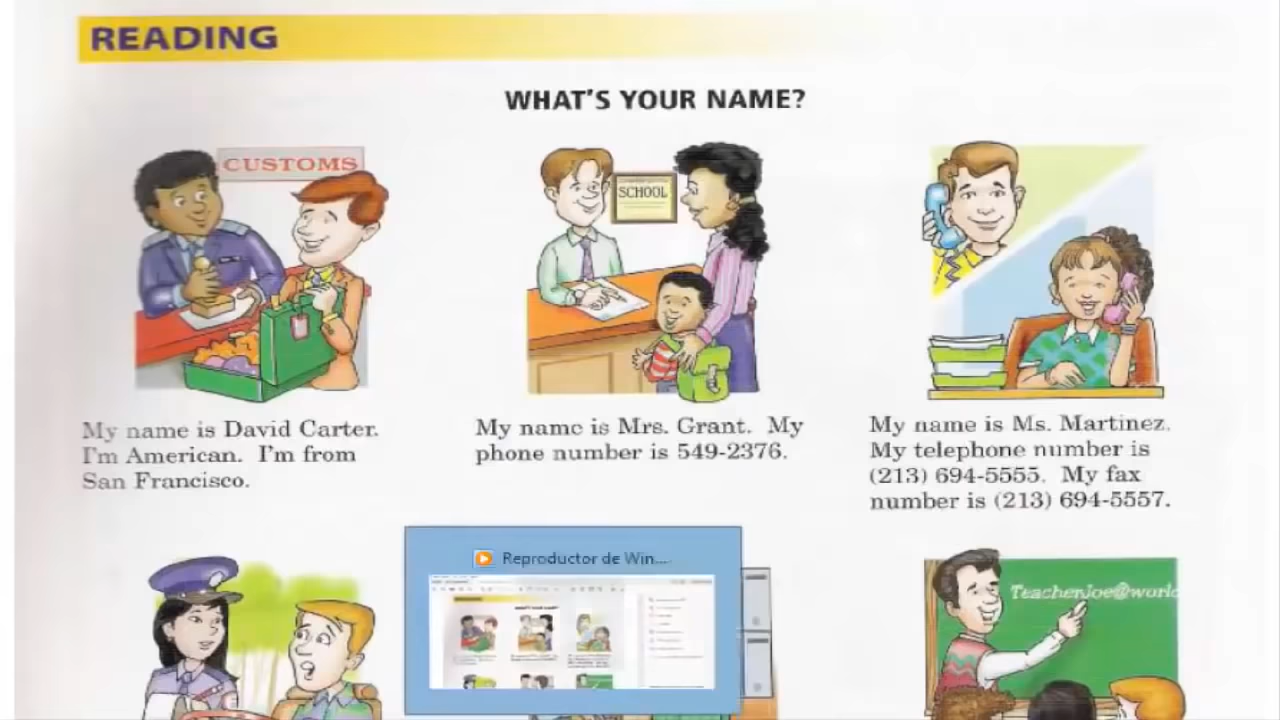 READING
WHAT'S YOUR NAME?
CUSTOMS
SCHOOL
My name is David Carter.
I'm American. I'm from
San Francisco.
My name is Mrs. Grant. My
phone number is 549-2376.
My name is Ms. Martinez.
My telephone number is
(213) 694-5555. My fax
number is (213) 694-5557.
Reproductor de Win...
TeacherJoe@world